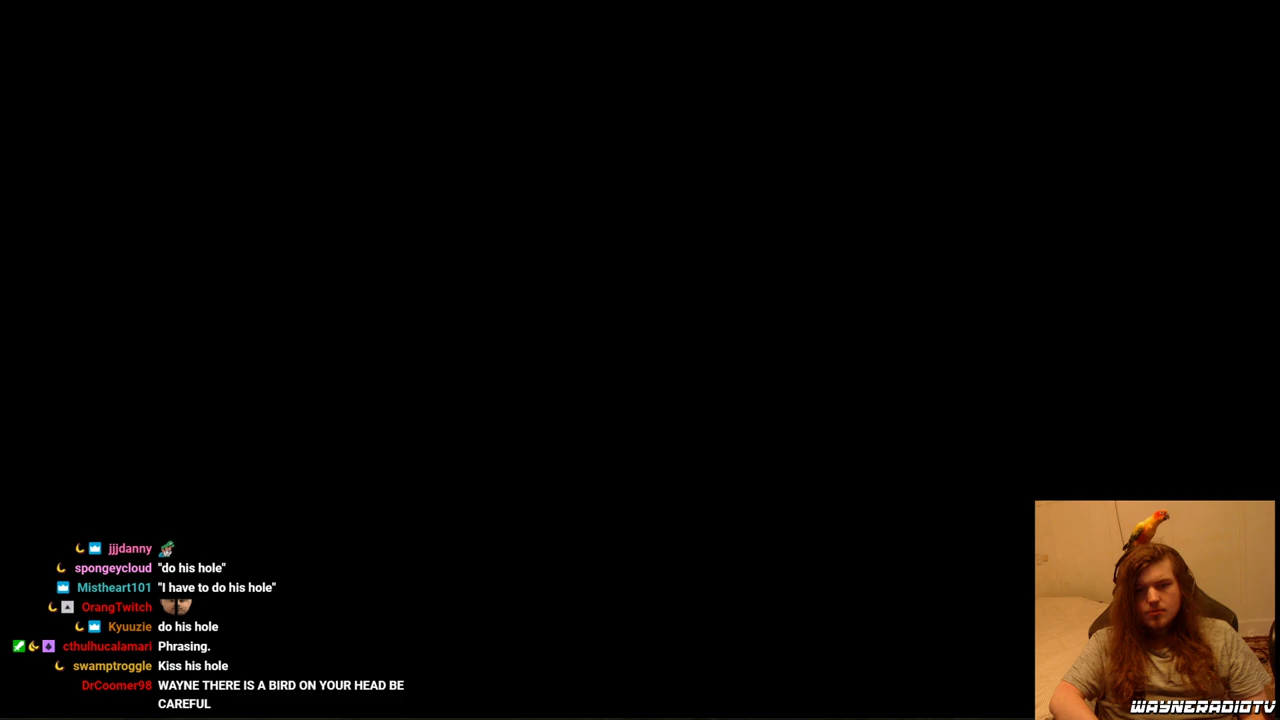 jjjdanny
spongeycloud "do his hole"
Mistheart101 "I have to do his hole"
OrangTwitch
Kyuuzie do his hole
cthulhucalamari Phrasing.
swamptroggle Kiss his hole
DrCoomer98 WAYNE THERE IS A BIRD ON YOUR HEAD BE
CAREFUL
WAYNERADIOTV